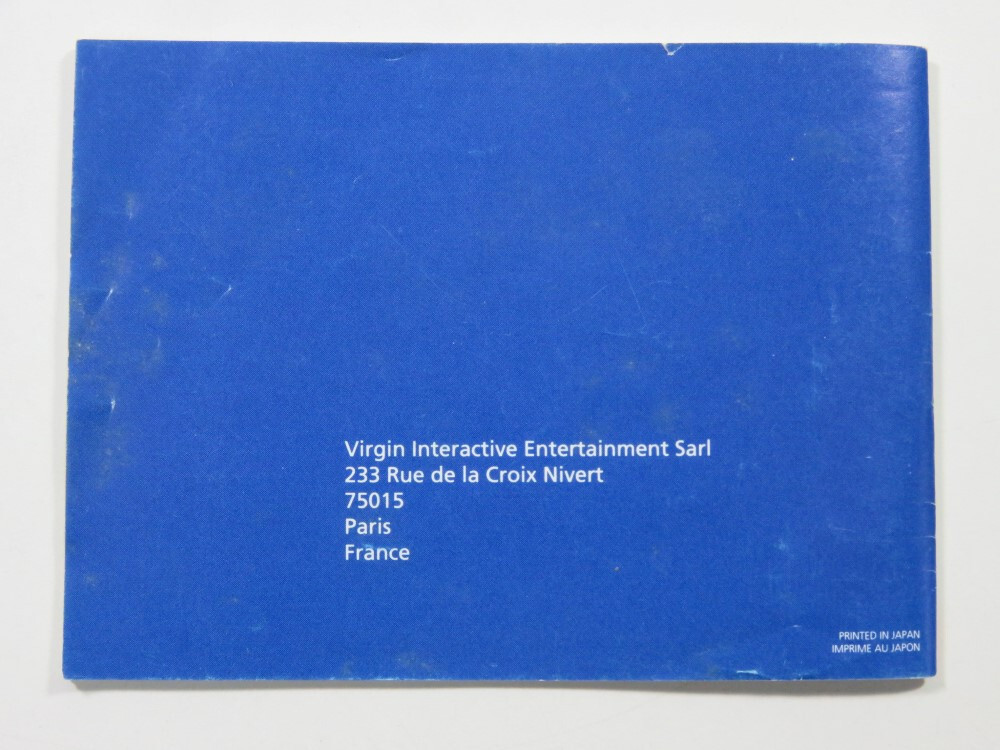 Virgin Interactive Entertainment Sarl
233 Rue de la Croix Nivert
75015
Paris
France
PRINTED IN JAPAN
IMPRIME AU JAPON